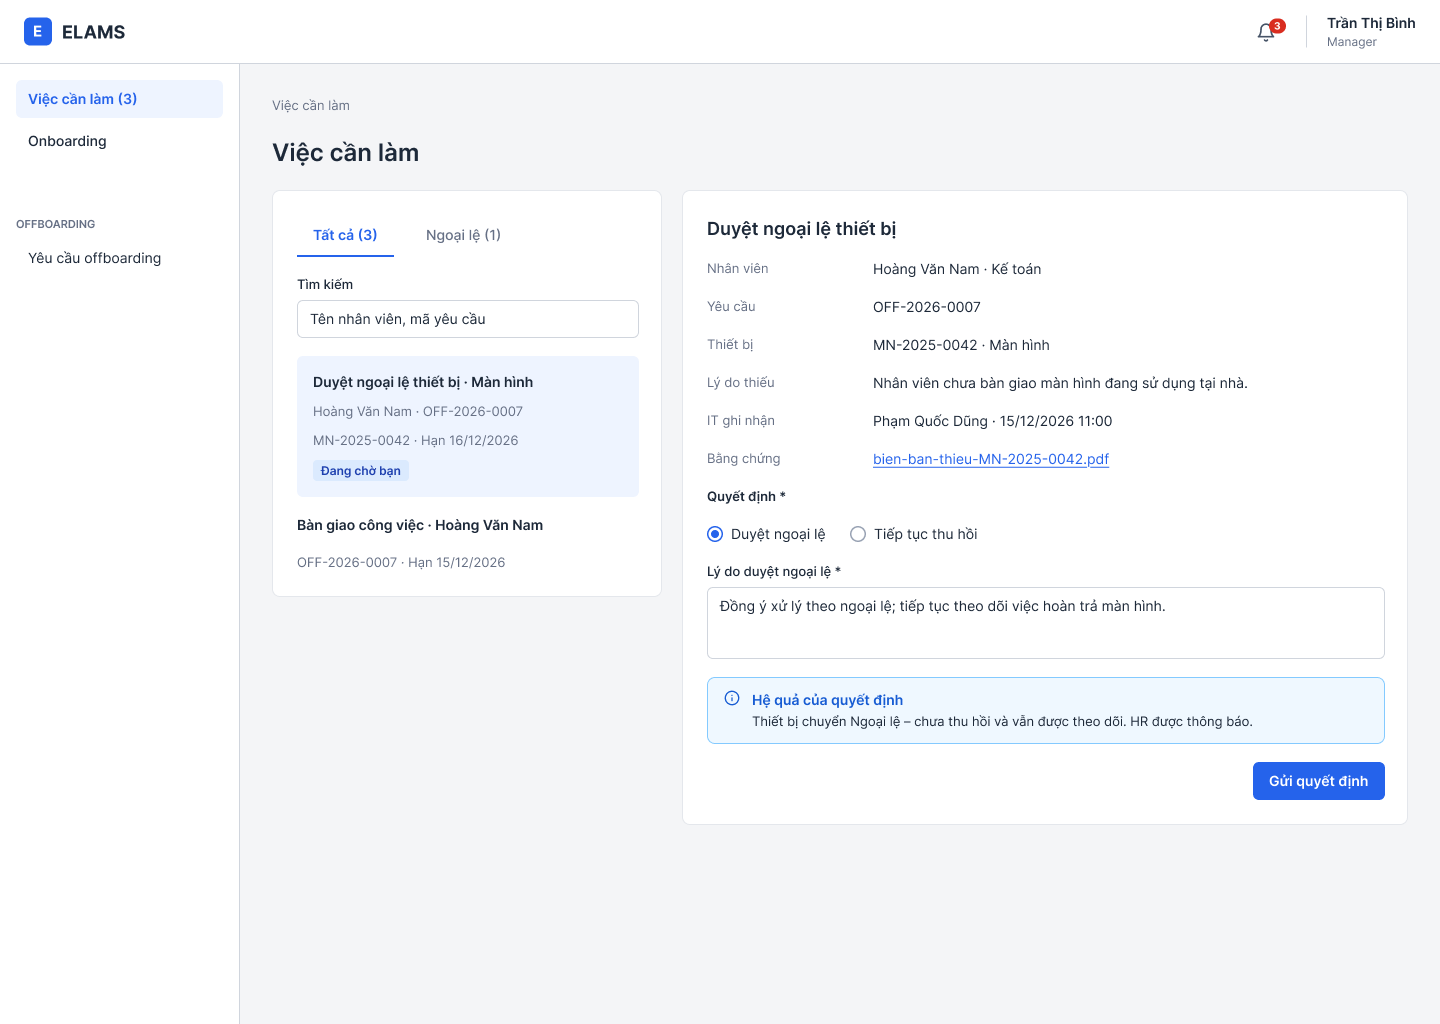 E ELAMS
3
Trần Thị Bình
Manager
Việc cần làm (3)
Onboarding
OFFBOARDING
Yêu cầu offboarding
Việc cần làm
Việc cần làm
Tất cả (3) Ngoại lệ (1)
Tìm kiếm
Tên nhân viên, mã yêu cầu
Duyệt ngoại lệ thiết bị · Màn hình
Hoàng Văn Nam · OFF-2026-0007
MN-2025-0042 · Hạn 16/12/2026
Đang chờ bạn
Bàn giao công việc · Hoàng Văn Nam
OFF-2026-0007 · Hạn 15/12/2026
Duyệt ngoại lệ thiết bị
Nhân viên Hoàng Văn Nam · Kế toán
Yêu cầu OFF-2026-0007
Thiết bị MN-2025-0042 · Màn hình
Lý do thiếu Nhân viên chưa bàn giao màn hình đang sử dụng tại nhà.
IT ghi nhận Phạm Quốc Dũng · 15/12/2026 11:00
Bằng chứng bien-ban-thieu-MN-2025-0042.pdf
Quyết định *
Duyệt ngoại lệ Tiếp tục thu hồi
Lý do duyệt ngoại lệ *
Đồng ý xử lý theo ngoại lệ; tiếp tục theo dõi việc hoàn trả màn hình.
Hệ quả của quyết định
Thiết bị chuyển Ngoại lệ – chưa thu hồi và vẫn được theo dõi. HR được thông báo.
Gửi quyết định